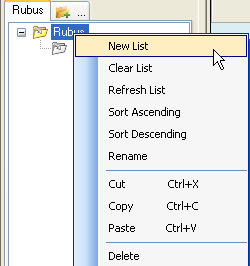 Rubus ...
Rubus
New List
Clear List
Refresh List
Sort Ascending
Sort Descending
Rename
Cut Ctrl+X
Copy Ctrl+C
Paste Ctrl+V
Delete